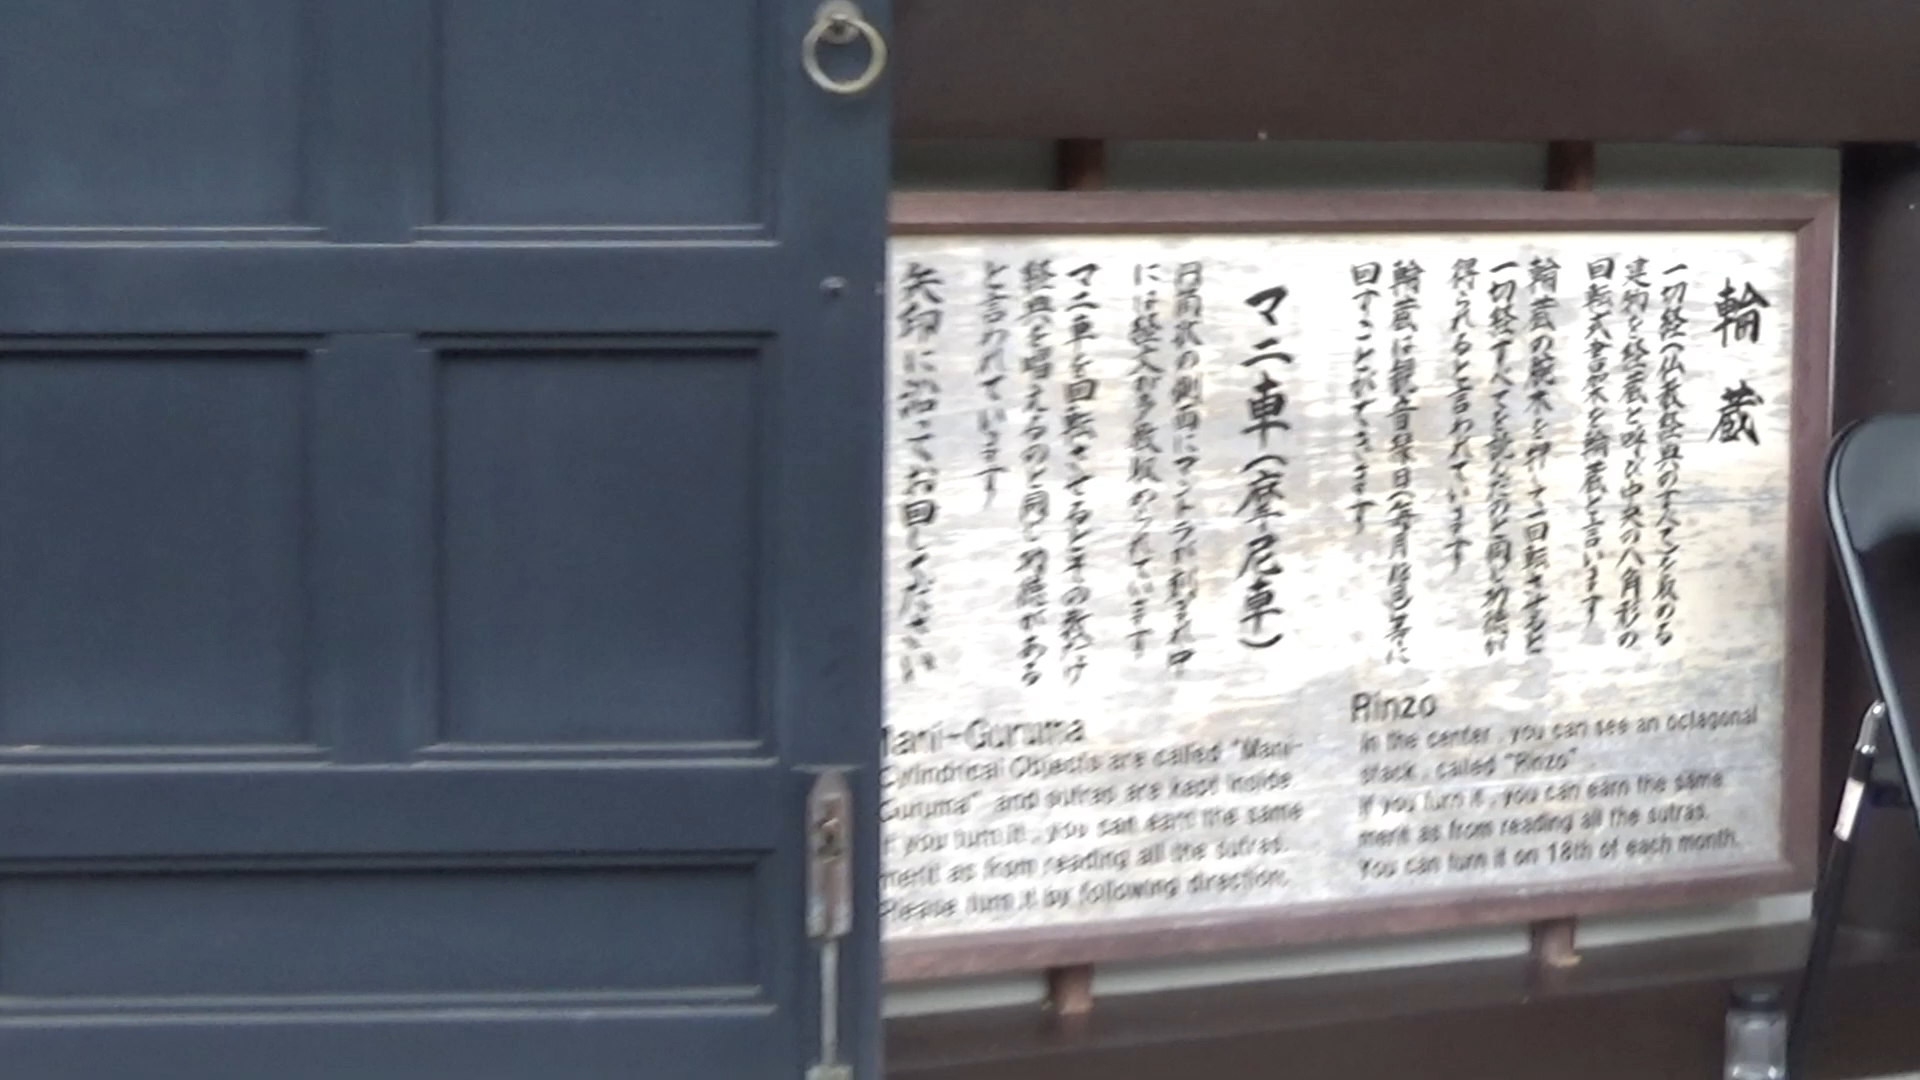 輪蔵
一切経(仏教経典のすべてを収める
建物を経蔵と呼び中央の八角形の
回転式書架を輪蔵と言います
輪蔵の腕木を押して一回転させると
一切経すべてを読んだのと同じ功徳が
得られると言われています
輪蔵は観音縁日(毎月
回すことができます
マニ車(摩尼車)
円筒状の側面にマントラが刻まれ中
には経文が多数収められています
マニ車を回転させるとその数だけ
経典を唱えるのと同じ功徳がある
と言われています
矢印に沿ってお回しください
Rinzo
In the center , you can see an octagonal
stack , called "Rinzo" .
If you turn it , you can earn the same
merit as from reading all the sutras.
You can turn it on 18th of each month.
Mani-Guruma
Cylindrical Objects are called "Mani-
Guruma" and sutras are kept inside.
If you turn it , you can earn the same
merit as from reading all the sutras.
Please turn it by following direction.